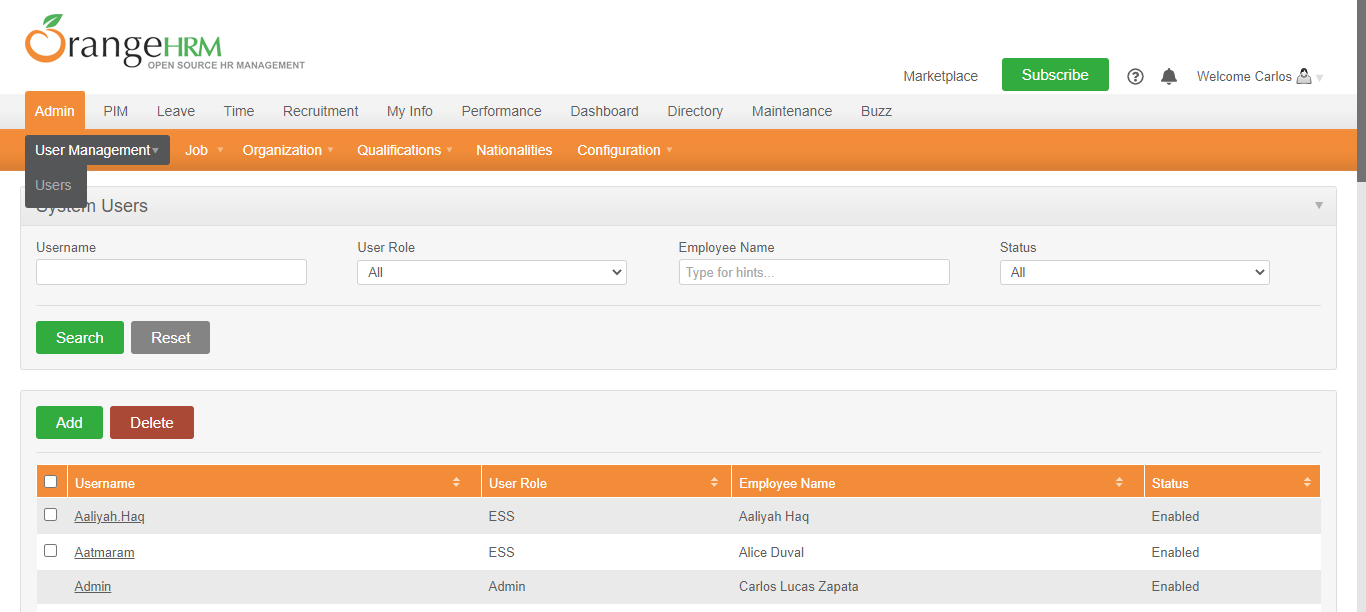 OrangeHRM
OPEN SOURCE HR MANAGEMENT
Marketplace Subscribe Welcome Carlos
Admin PIM Leave Time Recruitment My Info Performance Dashboard Directory Maintenance Buzz
User Management Job Organization Qualifications Nationalities Configuration
Users
System Users
Username User Role Employee Name Status
All Type for hints... All
Search Reset
Add Delete
Username User Role Employee Name Status
Aaliyah.Haq ESS Aaliyah Haq Enabled
Aatmaram ESS Alice Duval Enabled
Admin Admin Carlos Lucas Zapata Enabled